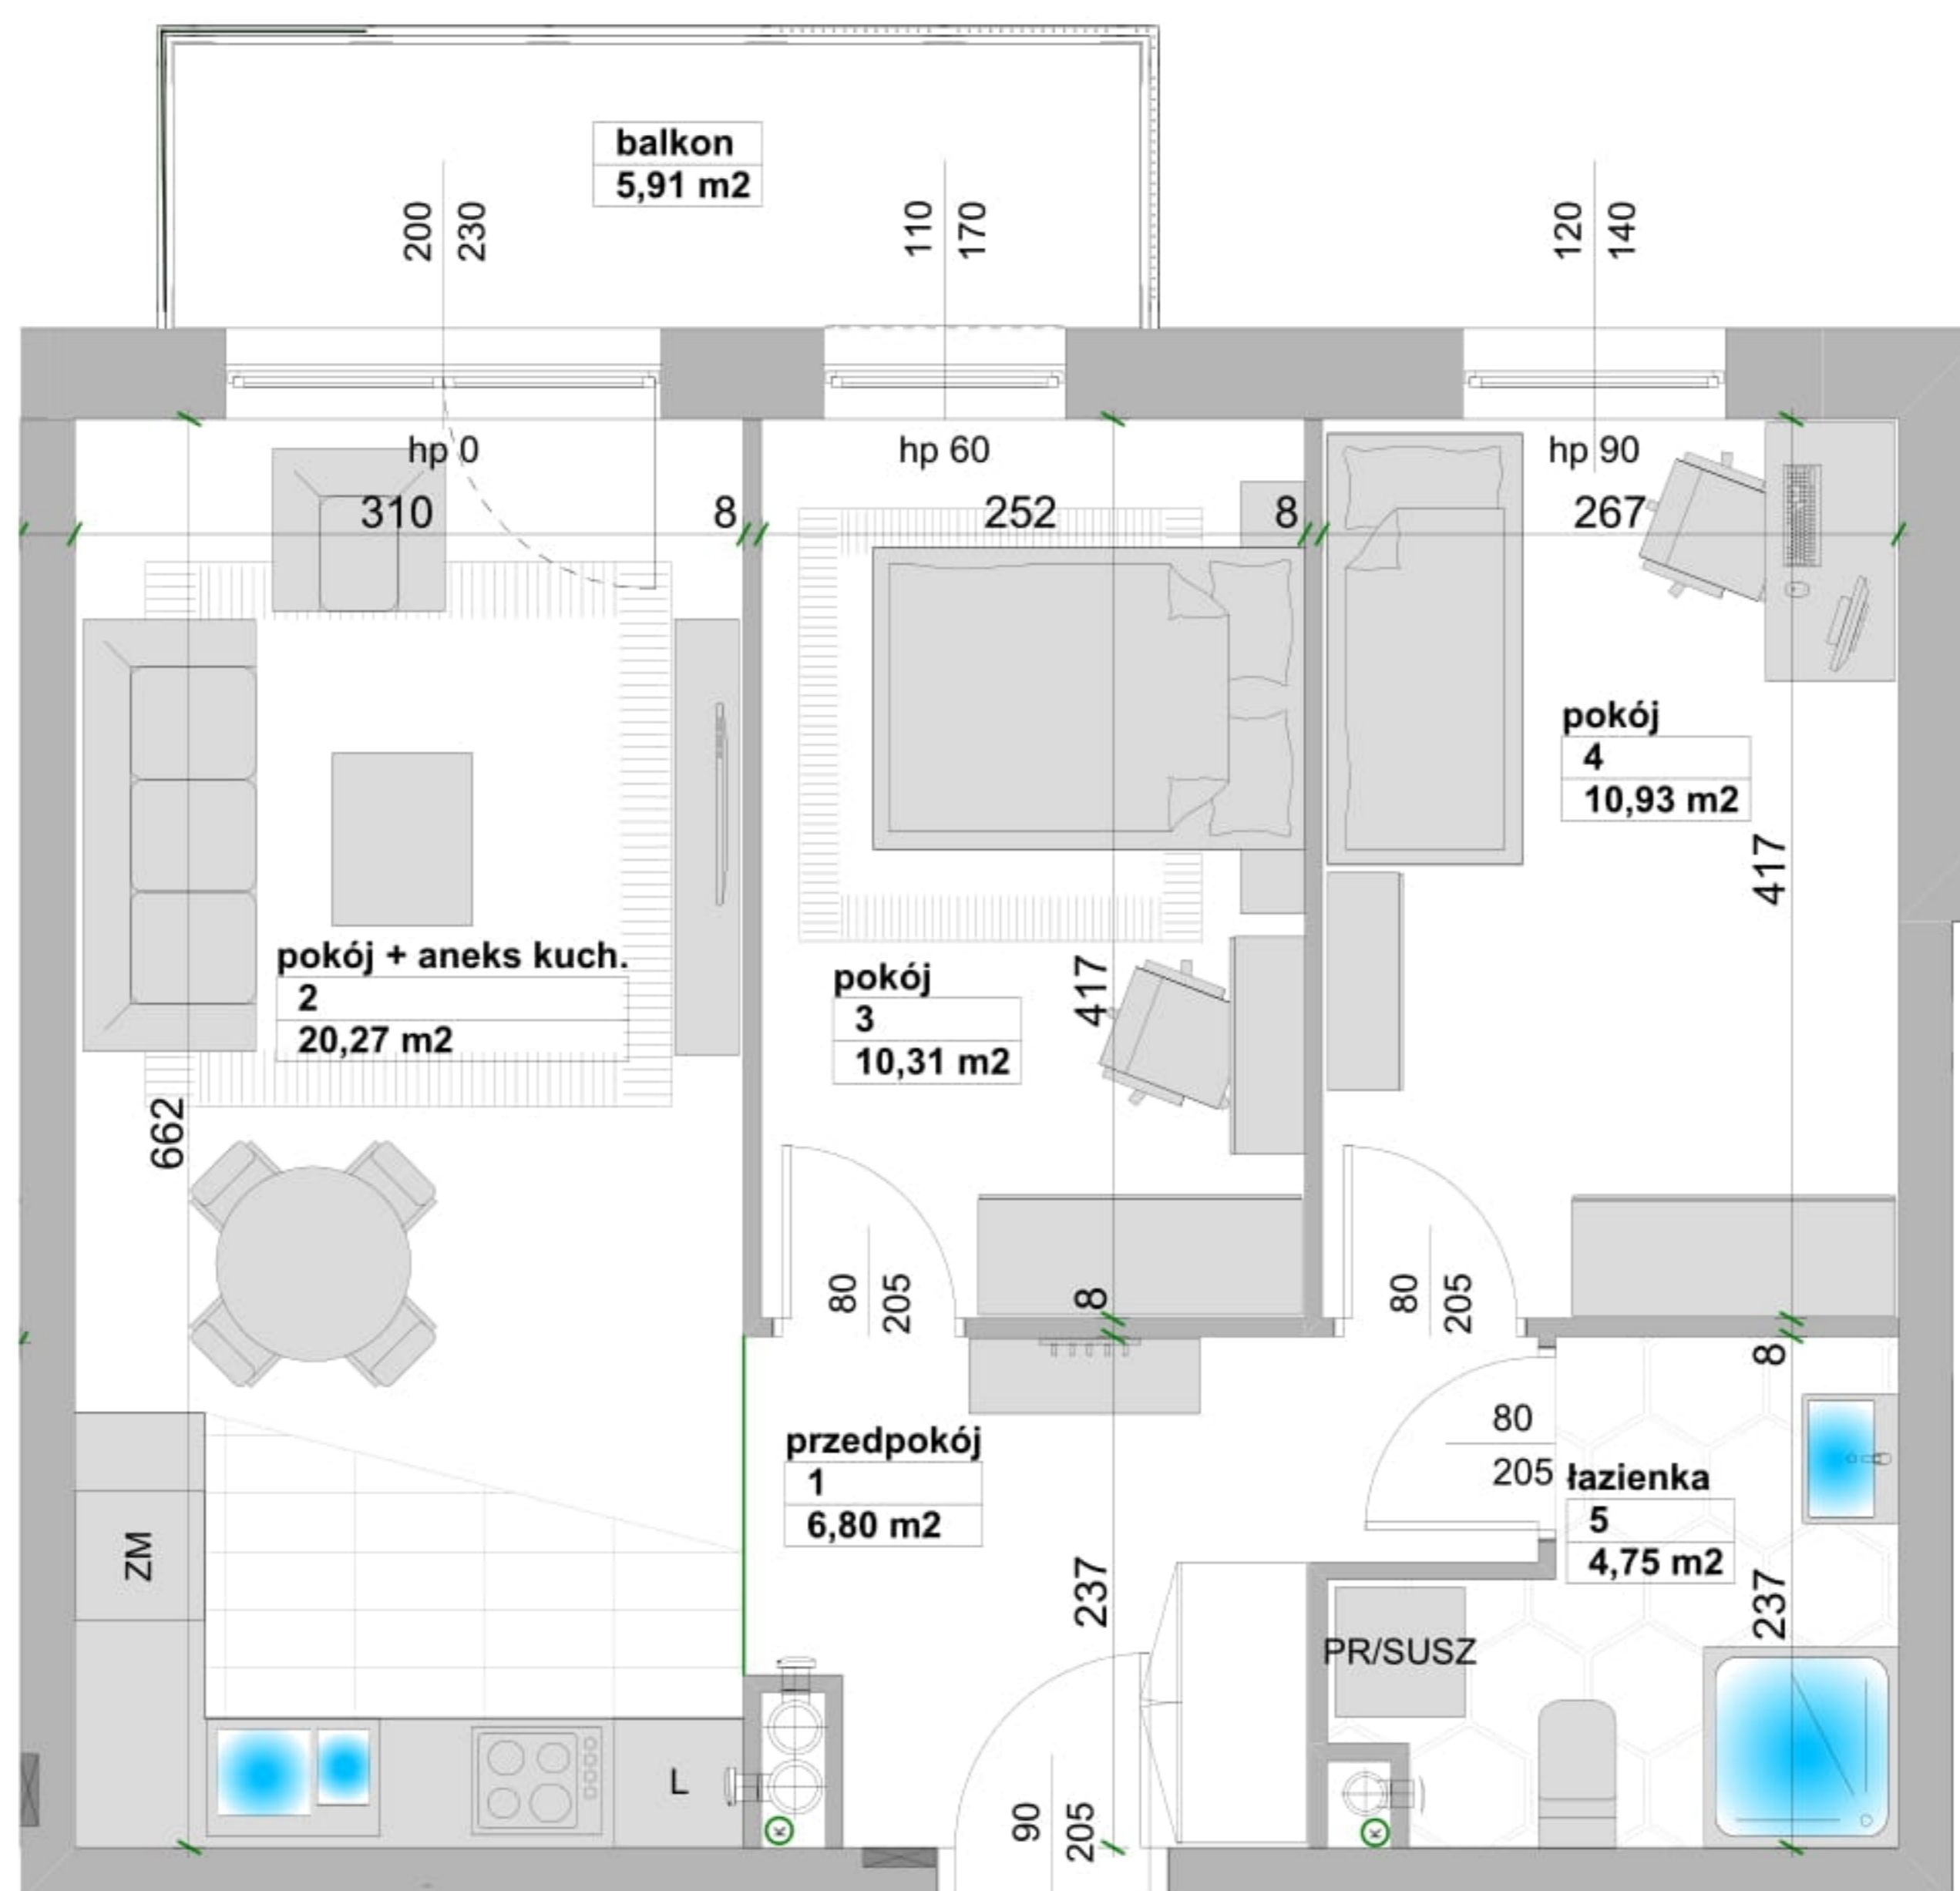 balkon
5,91 m2
200
230
110
170
120
140
hp 0
hp 60
hp 90
310
8
252
8
267
pokój
4
10,93 m2
417
pokój + aneks kuch.
2
20,27 m2
pokój
3
10,31 m2
417
662
80
205
8
80
205
8
80
205
przedpokój
1
6,80 m2
łazienka
5
4,75 m2
ZM
237
237
PR/SUSZ
L
90
205
K
K